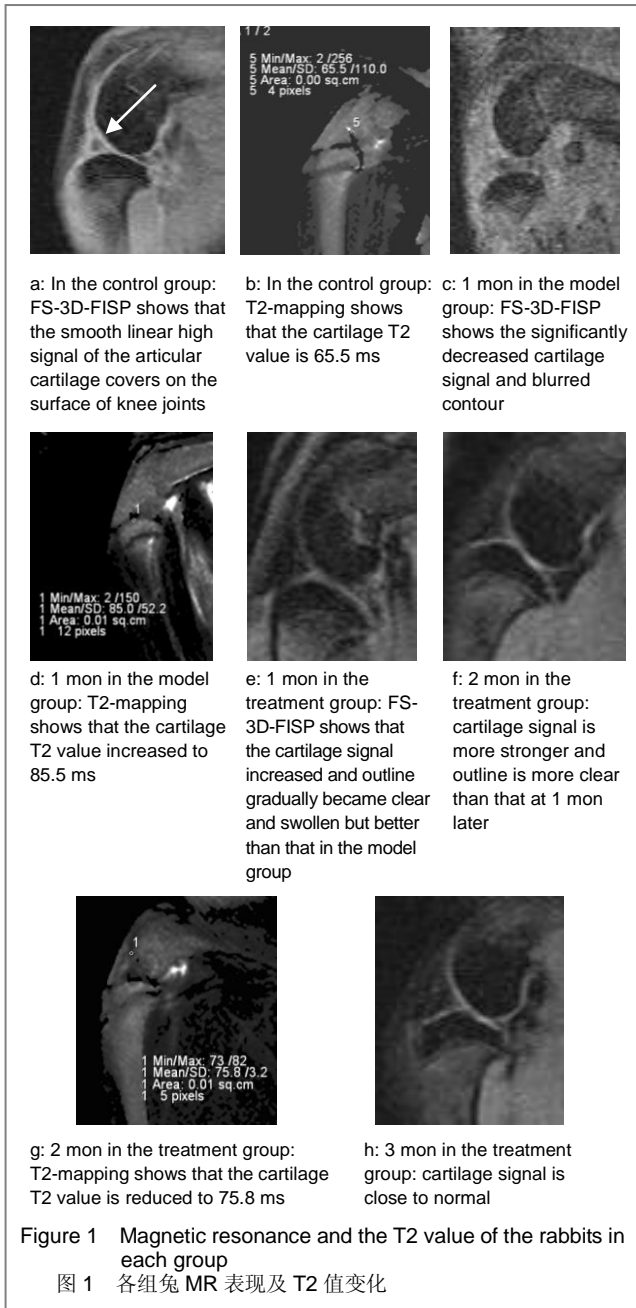 1 / 2
5 Min/Max: 2 /256
5 Mean/SD: 65.5 /110.0
5 Area: 0.00 sq.cm
5 4 pixels
5
a: In the control group:
FS-3D-FISP shows that
the smooth linear high
signal of the articular
cartilage covers on the
surface of knee joints
b: In the control group:
T2-mapping shows
that the cartilage T2
value is 65.5 ms
c: 1 mon in the model
group: FS-3D-FISP
shows the significantly
decreased cartilage
signal and blurred
contour
1
1 Min/Max: 2 /150
1 Mean/SD: 85.0 /52.2
1 Area: 0.01 sq.cm
1 12 pixels
d: 1 mon in the model
group: T2-mapping
shows that the cartilage
T2 value increased to
85.5 ms
e: 1 mon in the
treatment group: FS-
3D-FISP shows that
the cartilage signal
increased and outline
gradually became clear
and swollen but better
than that in the model
group
f: 2 mon in the
treatment group:
cartilage signal is
more stronger and
outline is more clear
than that at 1 mon
later
1
1 Min/Max: 73 /82
1 Mean/SD: 75.8 /3.2
1 Area: 0.01 sq.cm
1 5 pixels
g: 2 mon in the treatment group:
T2-mapping shows that the cartilage
T2 value is reduced to 75.8 ms
h: 3 mon in the treatment
group: cartilage signal is
close to normal
Figure 1 Magnetic resonance and the T2 value of the rabbits in
each group
图 1 各组兔 MR 表现及 T2 值变化